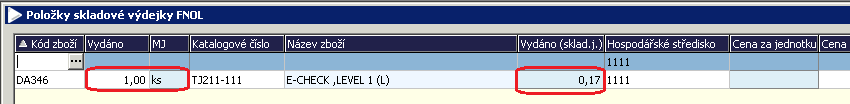 Položky skladové výdejky FNOL
Kód zboží Vydáno MJ Katalogové číslo Název zboží Vydáno (sklad.j.) Hospodářské středisko Cena za jednotku Cena
... 1111
DA346 1,00 ks TJ211-111 E-CHECK ,LEVEL 1 (L) 0,17 1111